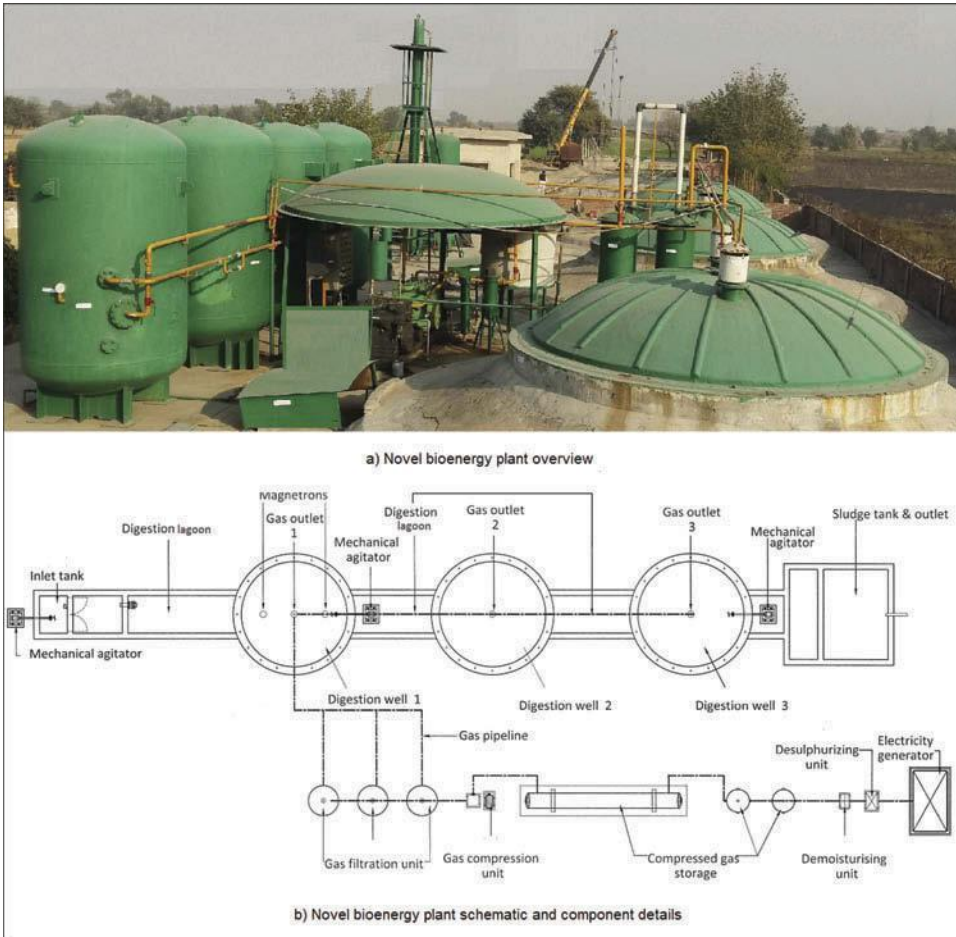 a) Novel bioenergy plant overview
Magnetrons
Gas outlet
1
Digestion lagoon
Mechanical
agitator
Digestion
lagoon
Gas outlet
2
Gas outlet
3
Mechanical
agitator
Sludge tank & outlet
Inlet tank
Mechanical agitator
Digestion well 1
Digestion well 2
Digestion well 3
Gas pipeline
Desulphurizing
unit
Electricity
generator
Gas filtration unit
Gas compression
unit
Compressed gas
storage
Demoisturising
unit
b) Novel bioenergy plant schematic and component details